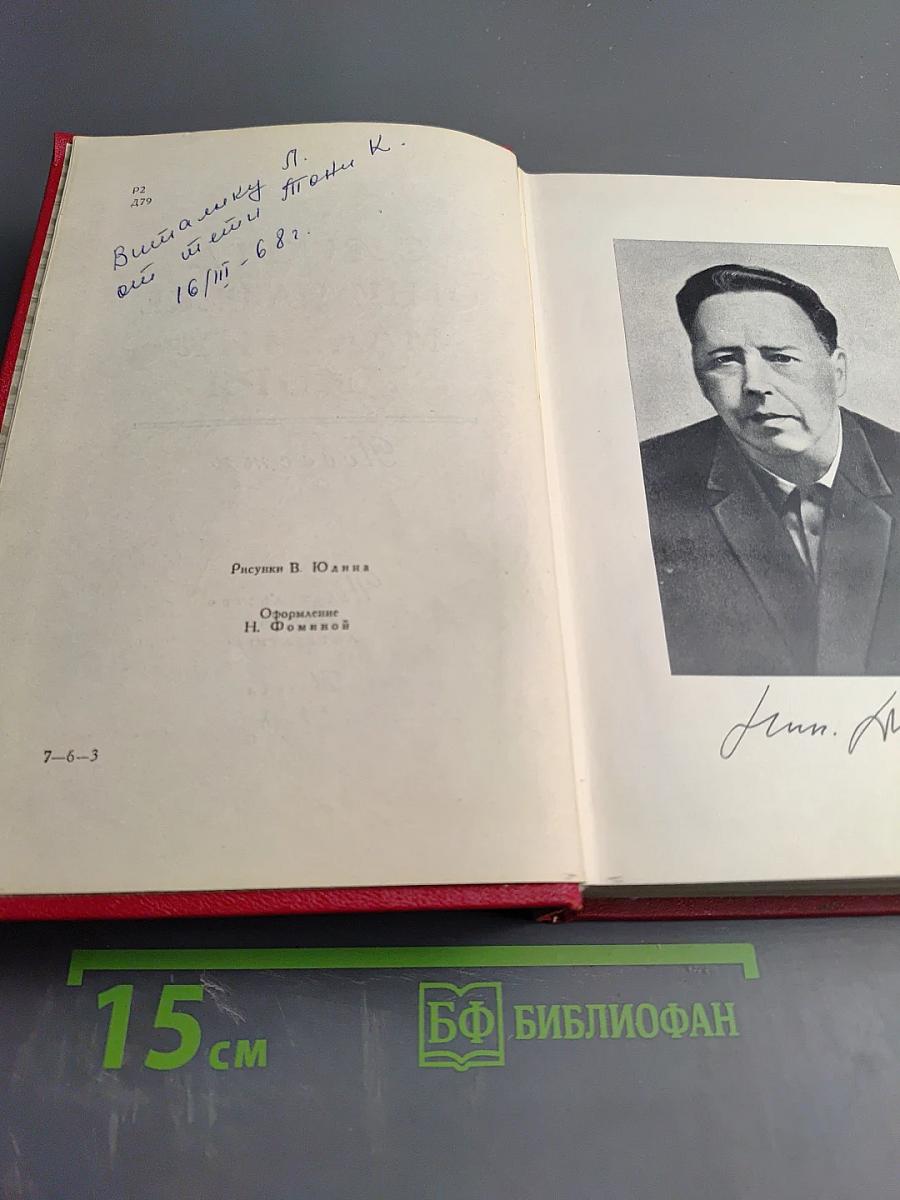 Р2
Д79
Виталику Л.
от тети Тони К.
16/III-68г.
Рисунки В. Юдина
Оформление
Н. Фоминой
7—6—3
15 см
БФ БИБЛИОФАН